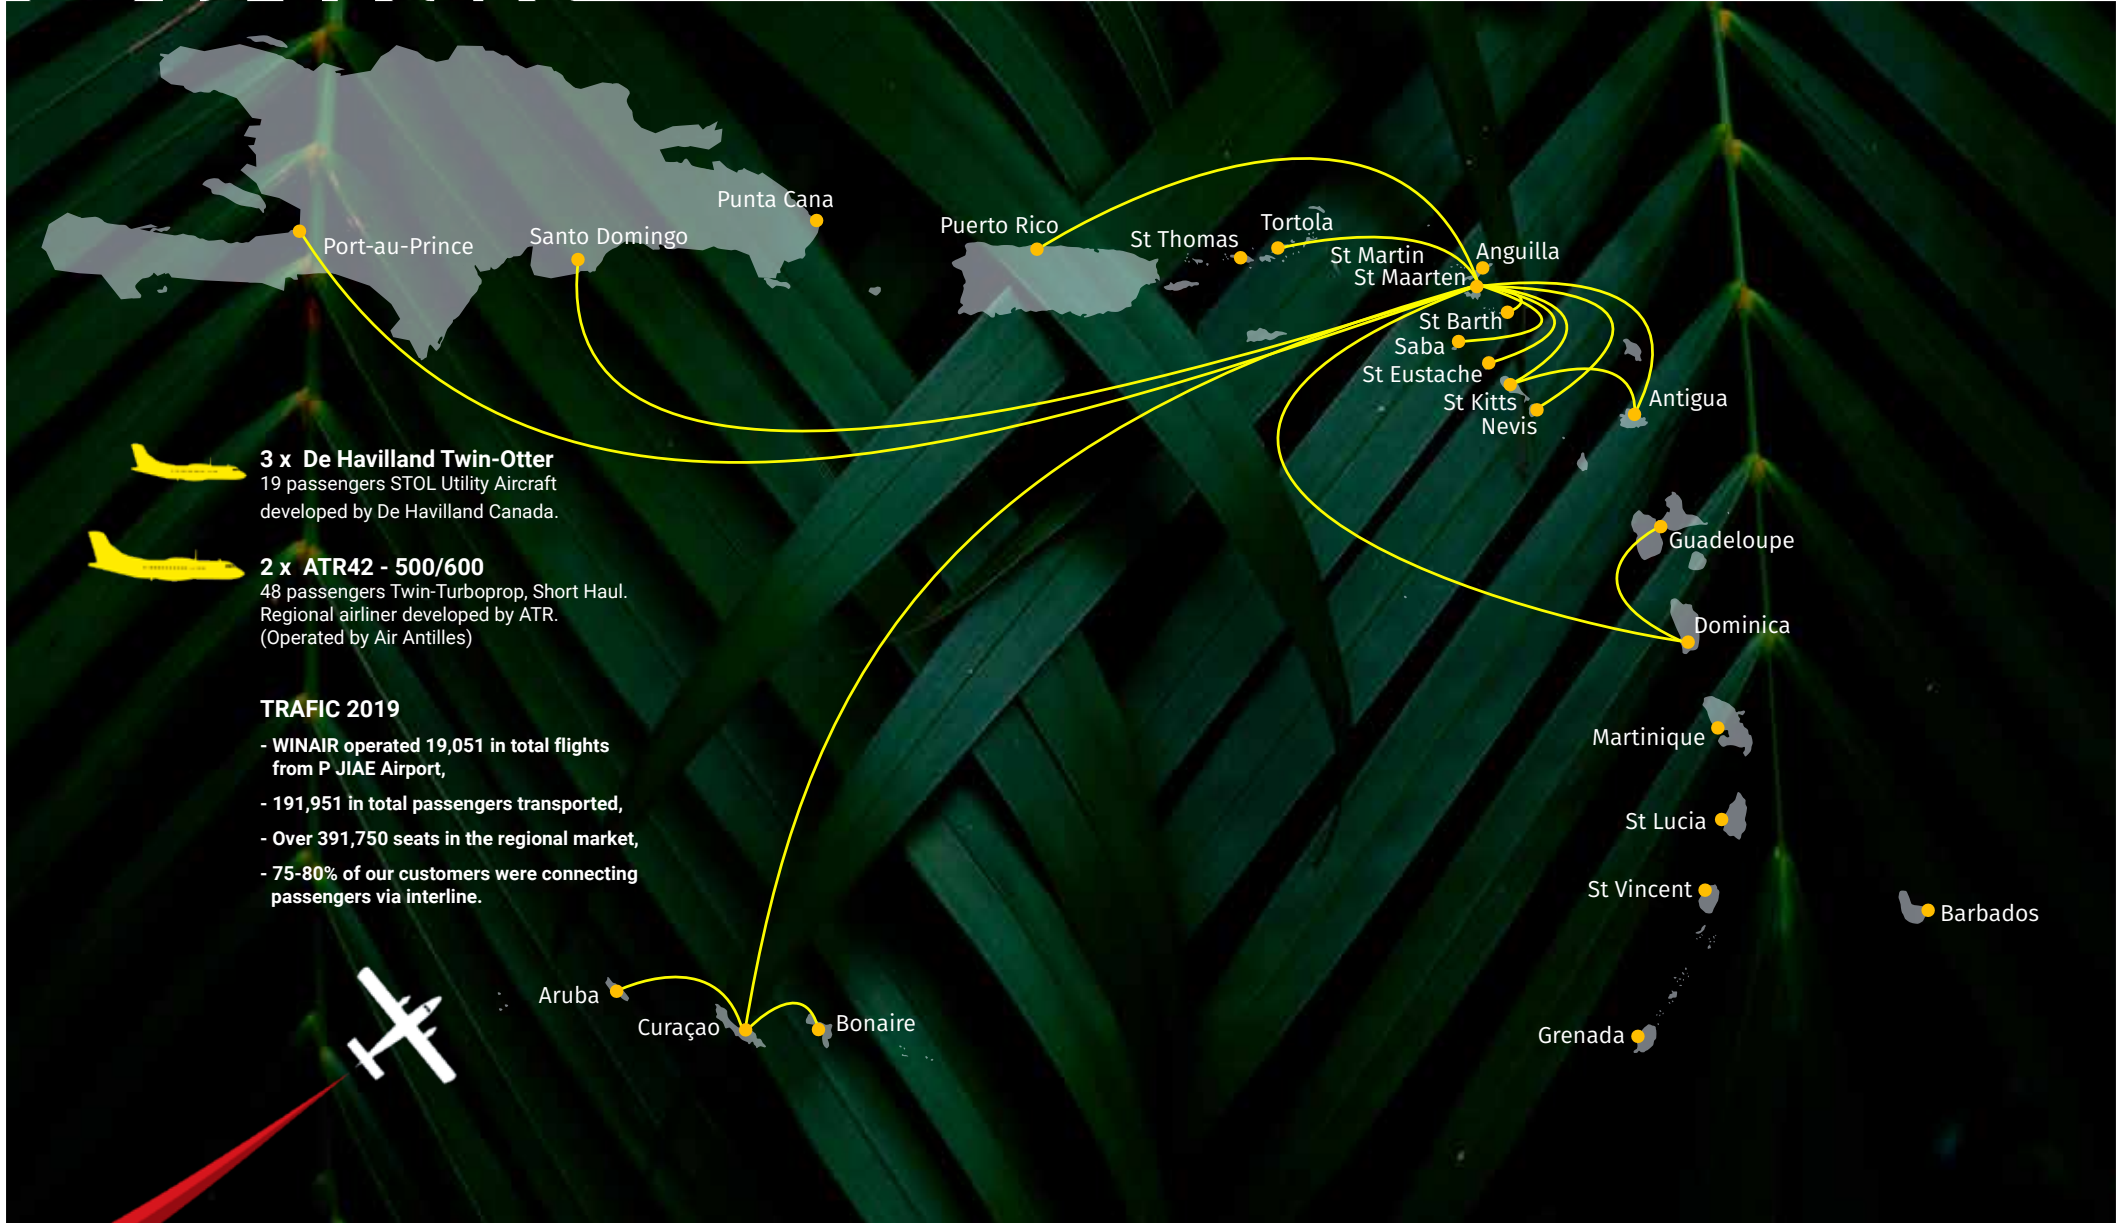 Punta Cana
Port-au-Prince
Santo Domingo
Puerto Rico
St Thomas
Tortola
St Martin
St Maarten
Anguilla
St Barth
Saba
St Eustache
St Kitts
Nevis
Antigua
Guadeloupe
Dominica
Martinique
St Lucia
St Vincent
Barbados
Grenada
3 x  De Havilland Twin-Otter
19 passengers STOL Utility Aircraft
developed by De Havilland Canada.
2 x  ATR42 - 500/600
48 passengers Twin-Turboprop, Short Haul.
Regional airliner developed by ATR.
(Operated by Air Antilles)
TRAFIC 2019
- WINAIR operated 19,051 in total flights
from P JIAE Airport,
- 191,951 in total passengers transported,
- Over 391,750 seats in the regional market,
- 75-80% of our customers were connecting
passengers via interline.
Aruba
Curaçao
Bonaire